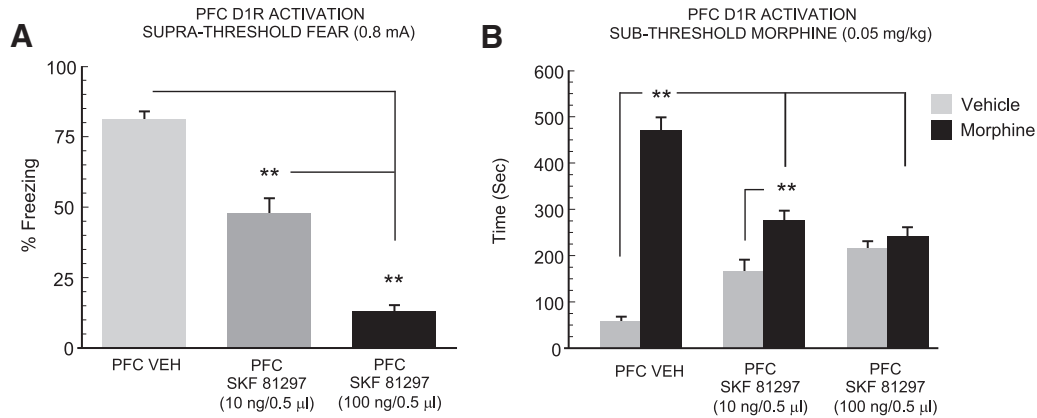 A
PFC D1R ACTIVATION
SUPRA-THRESHOLD FEAR (0.8 mA)
% Freezing
100
75
50
25
0
**
**
PFC VEH
PFC
SKF 81297
(10 ng/0.5 µl)
PFC
SKF 81297
(100 ng/0.5 µl)
B
PFC D1R ACTIVATION
SUB-THRESHOLD MORPHINE (0.05 mg/kg)
Time (Sec)
600
500
400
300
200
100
0
**
**
Vehicle
Morphine
PFC VEH
PFC
SKF 81297
(10 ng/0.5 µl)
PFC
SKF 81297
(100 ng/0.5 µl)